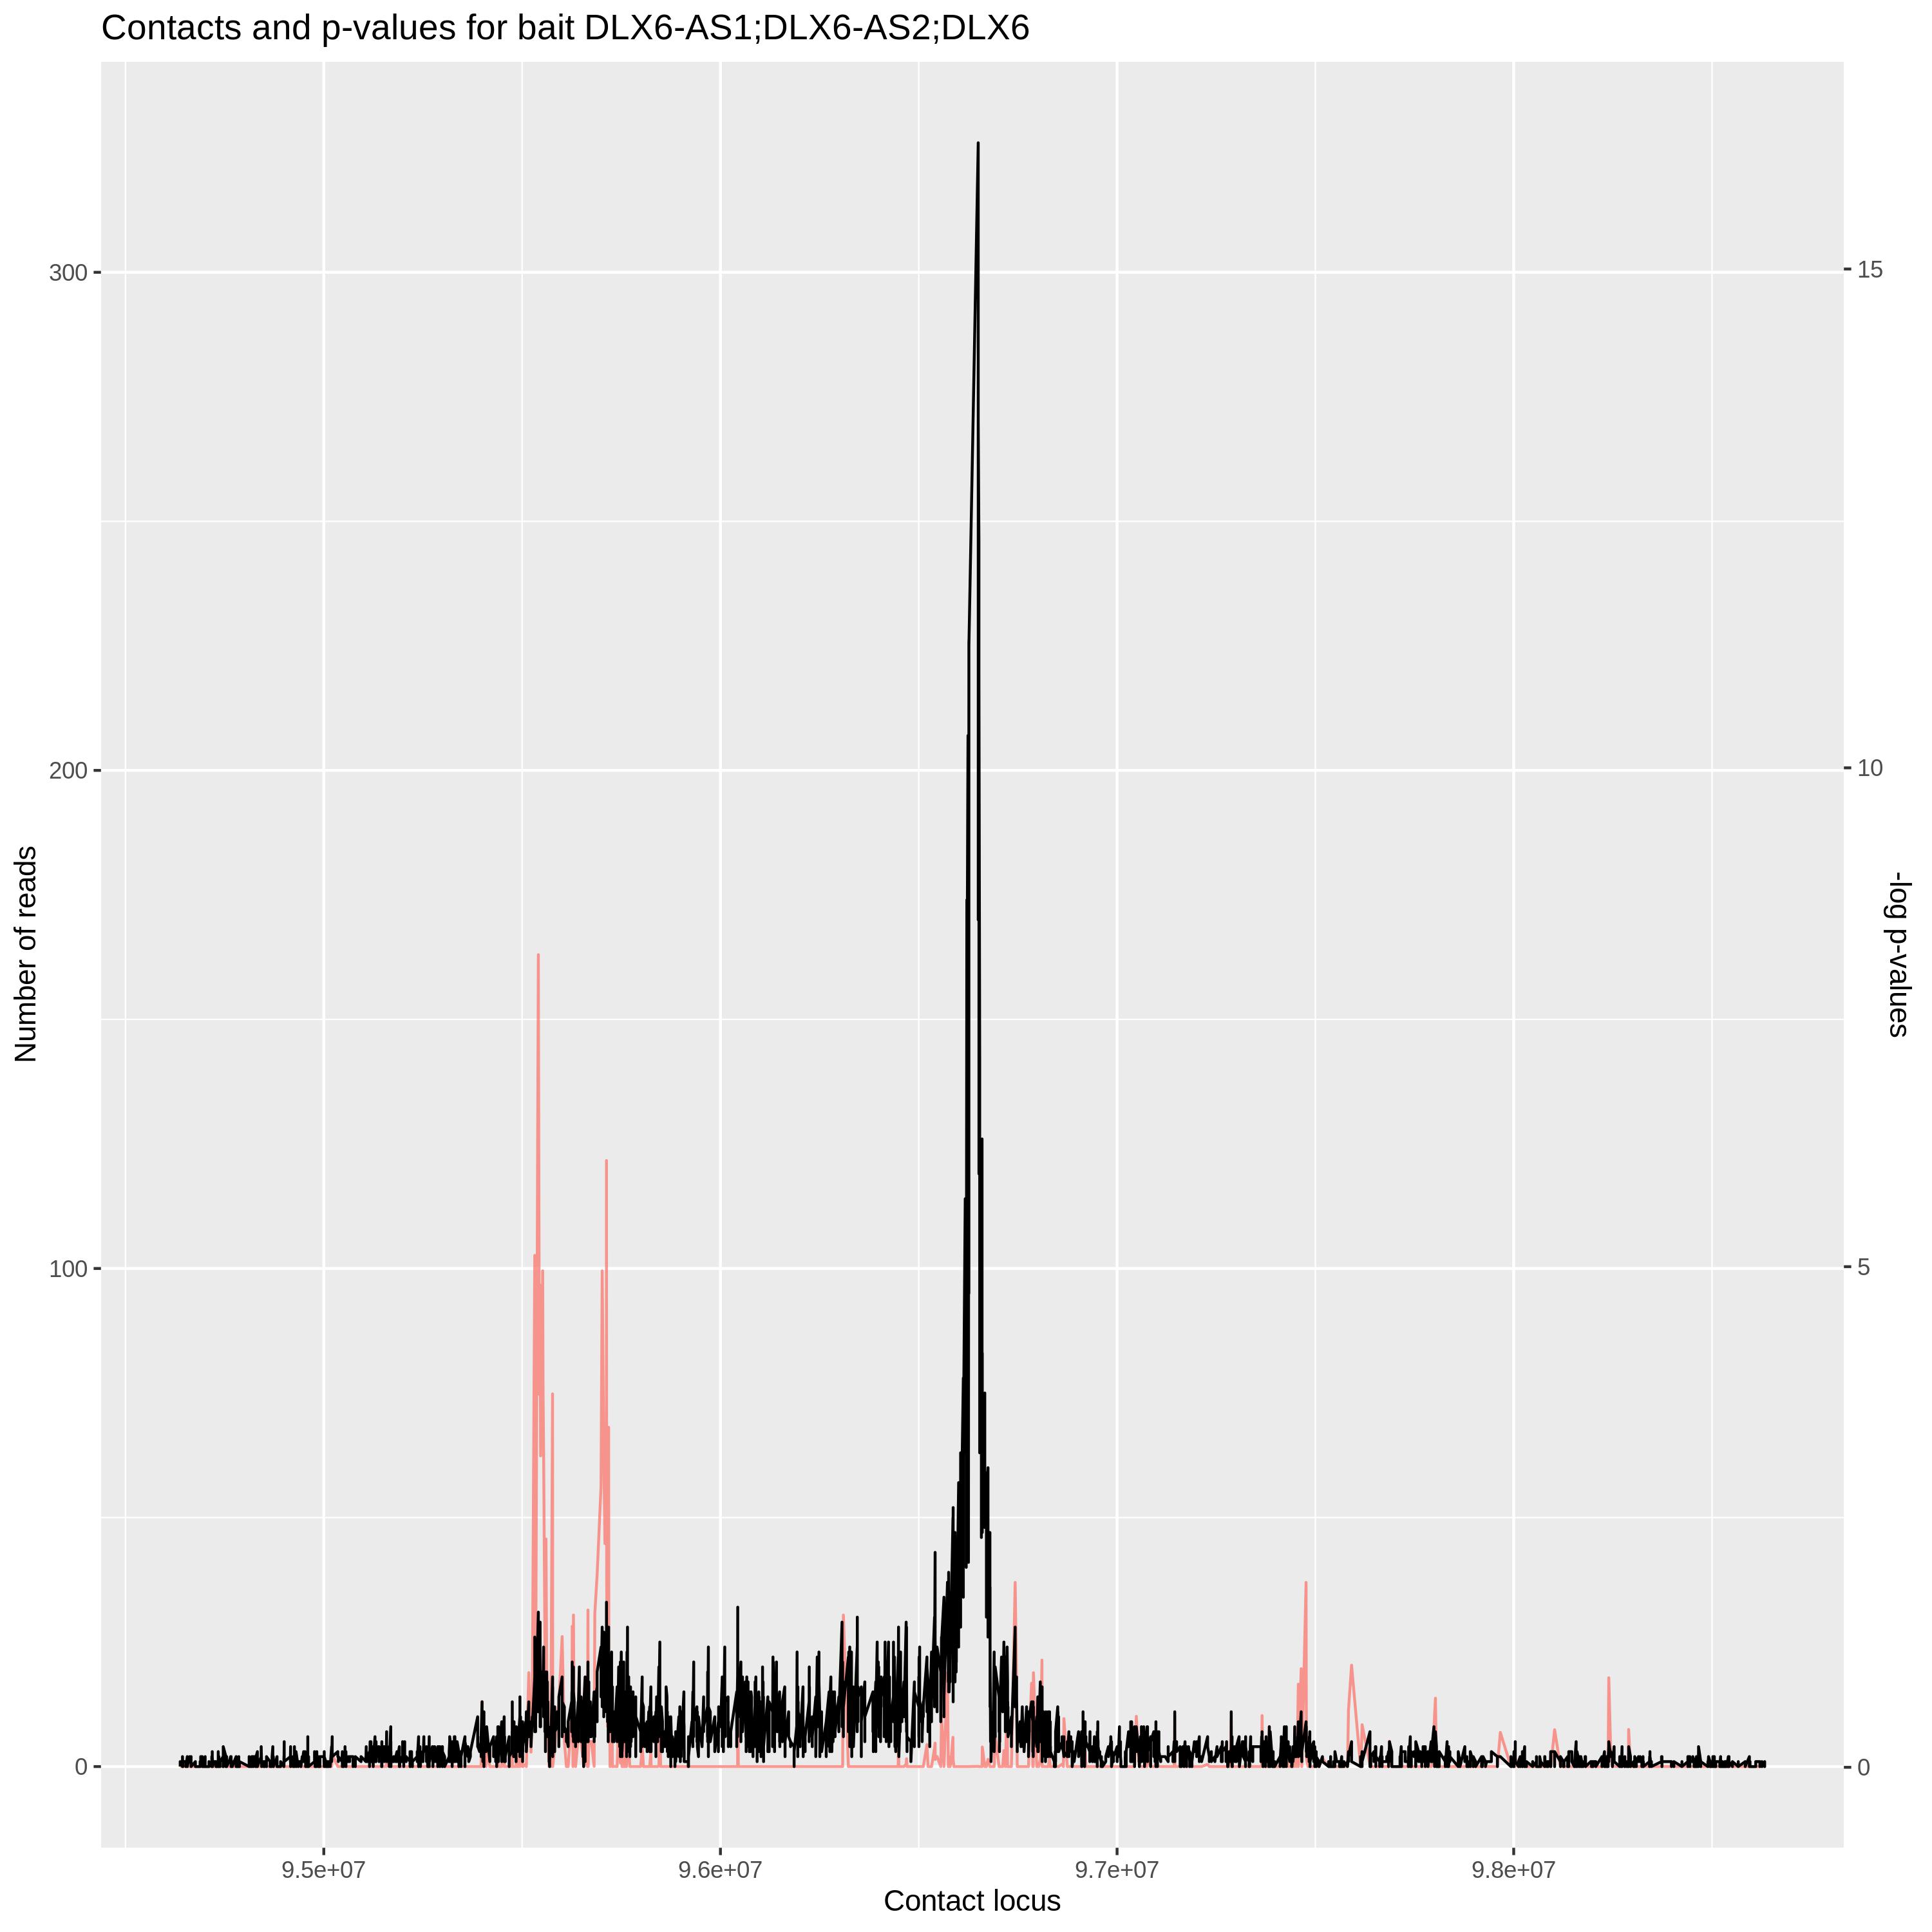 Contacts and p-values for bait DLX6-AS1;DLX6-AS2;DLX6
300
200
100
0
Number of reads
15
10
5
0
-log p-values
9.5e+07 9.6e+07 9.7e+07 9.8e+07
Contact locus